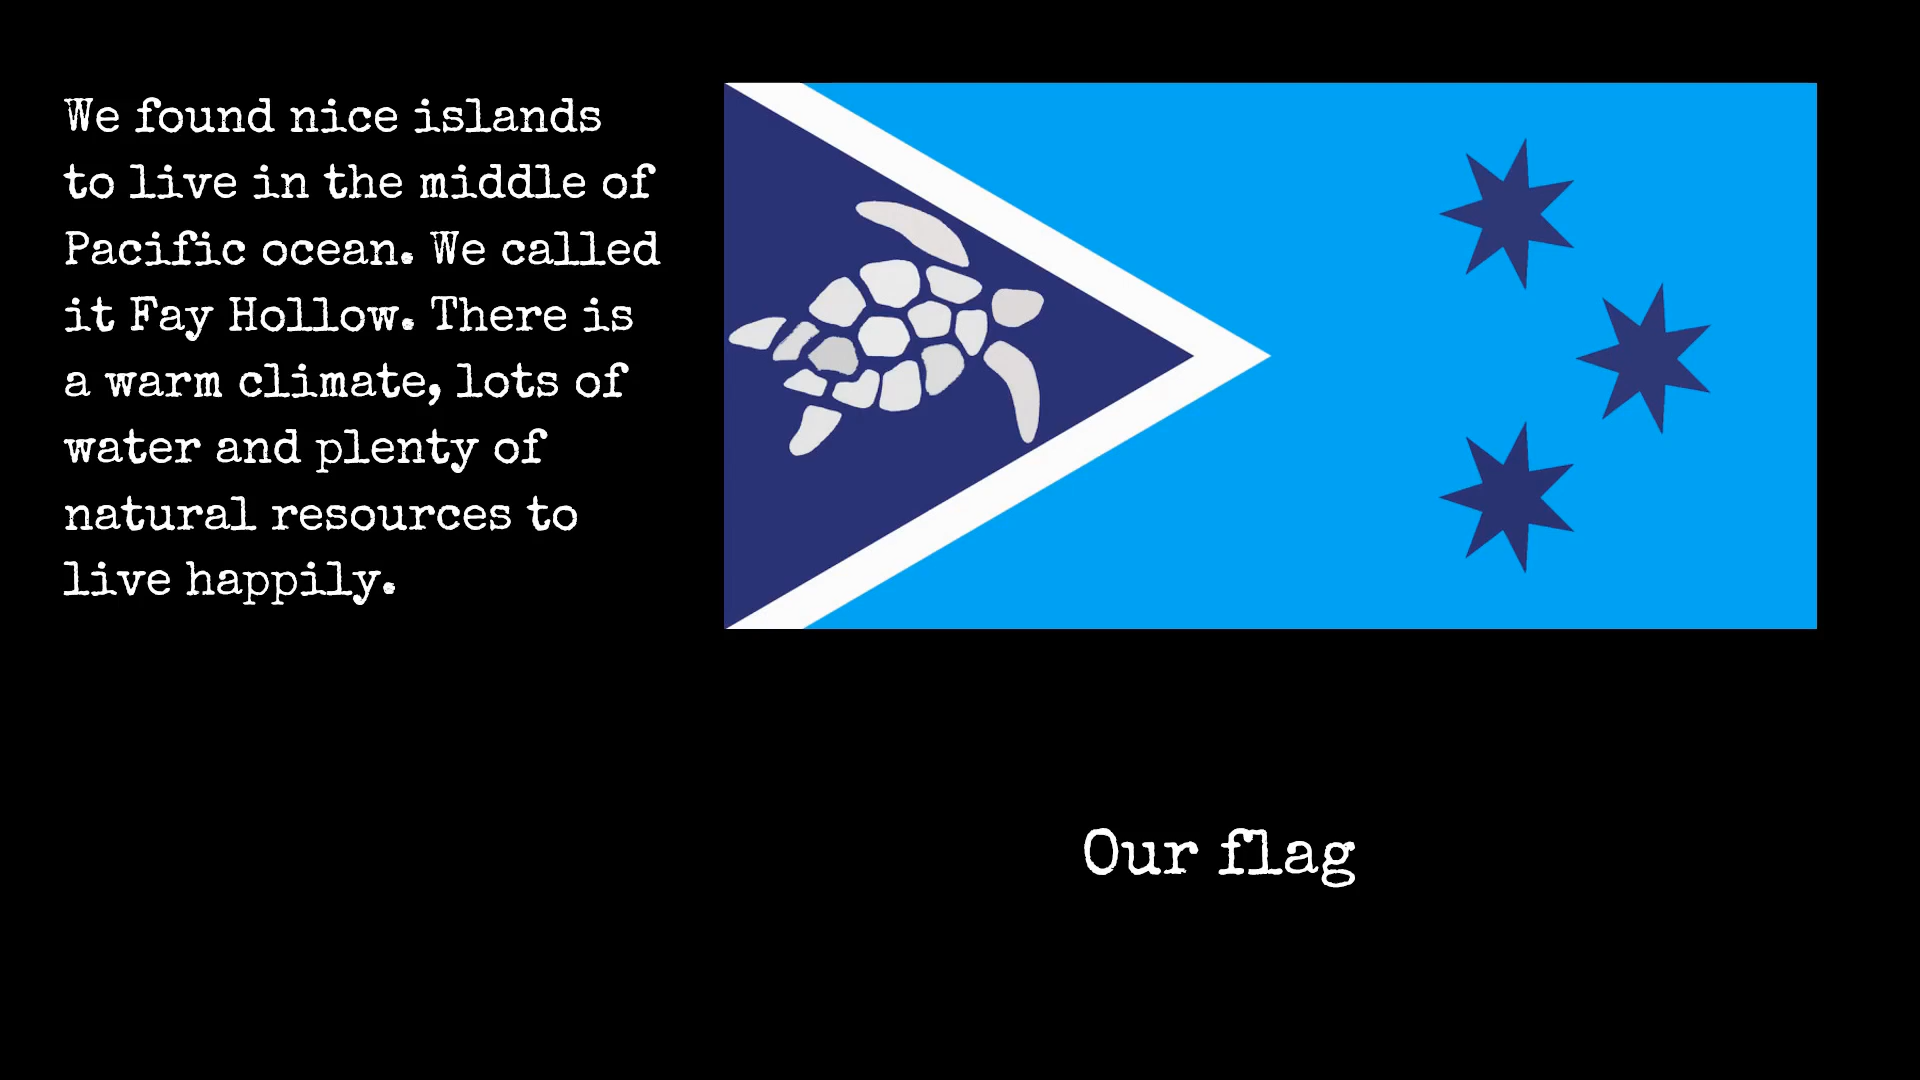 We found nice islands
to live in the middle of
Pacific ocean. We called
it Fay Hollow. There is
a warm climate, lots of
water and plenty of
natural resources to
live happily.
Our flag